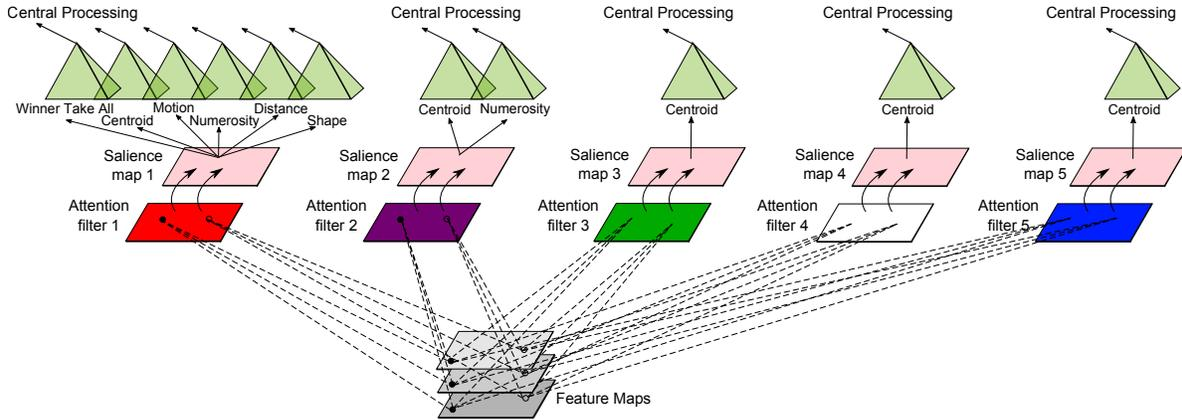 Central Processing
Central Processing
Central Processing
Central Processing
Central Processing
Winner Take All
Centroid
Motion
Numerosity
Distance
Shape
Centroid
Numerosity
Centroid
Centroid
Centroid
Salience
map 1
Salience
map 2
Salience
map 3
Salience
map 4
Salience
map 5
Attention
filter 1
Attention
filter 2
Attention
filter 3
Attention
filter 4
Attention
filter 5
Feature Maps